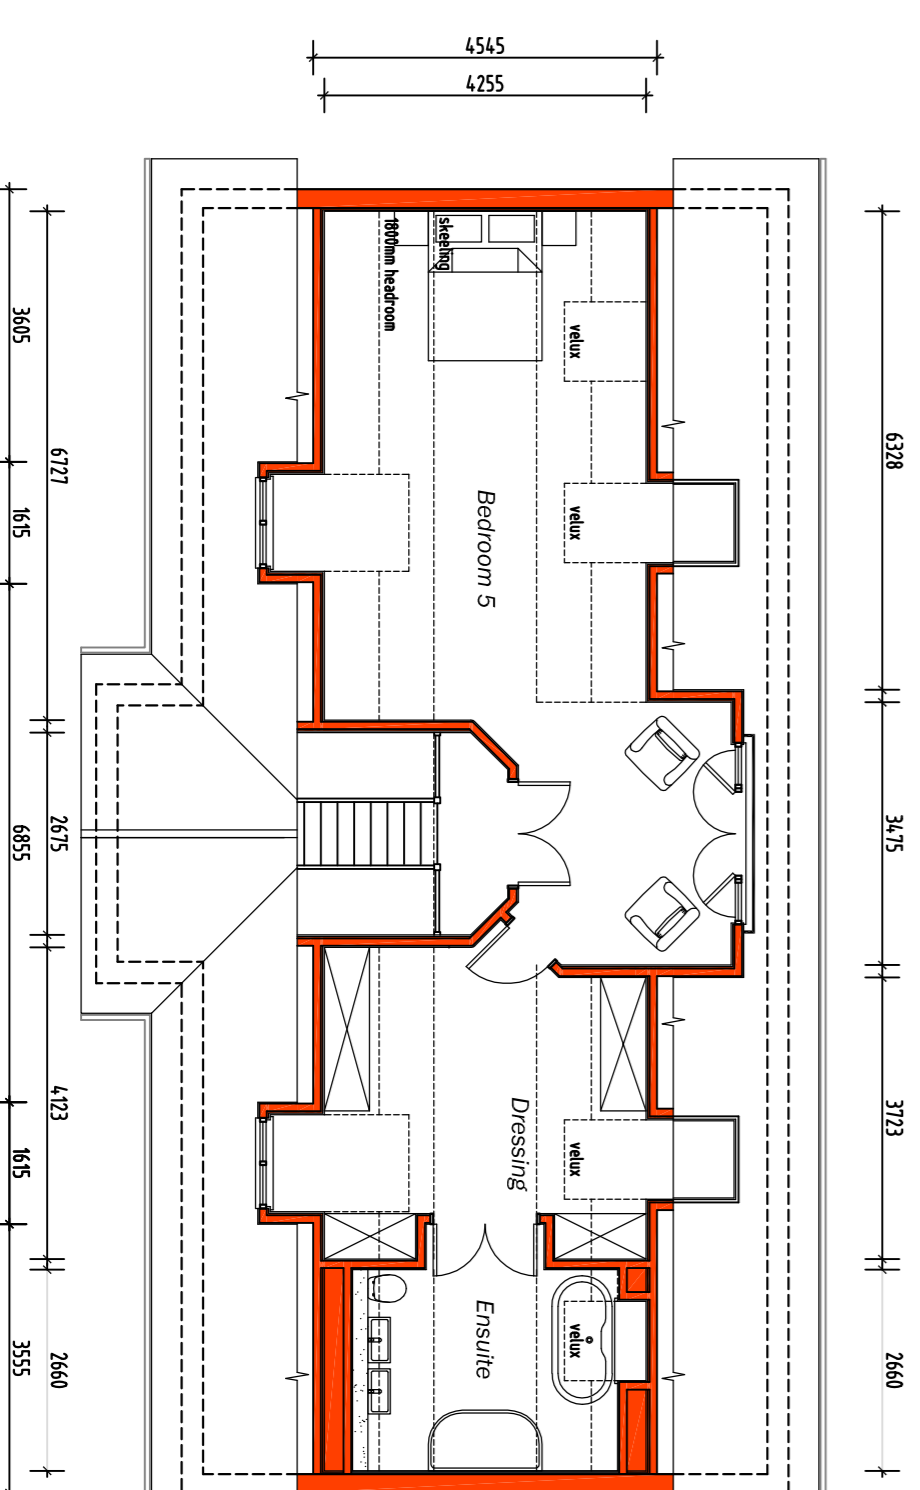 4545
4255
skeeling
1800mm headroom
velux
3605
6727
6328
1615
Bedroom 5
velux
6855
2675
3475
4123
Dressing
3723
1615
velux
3555
2660
Ensuite
velux
2660